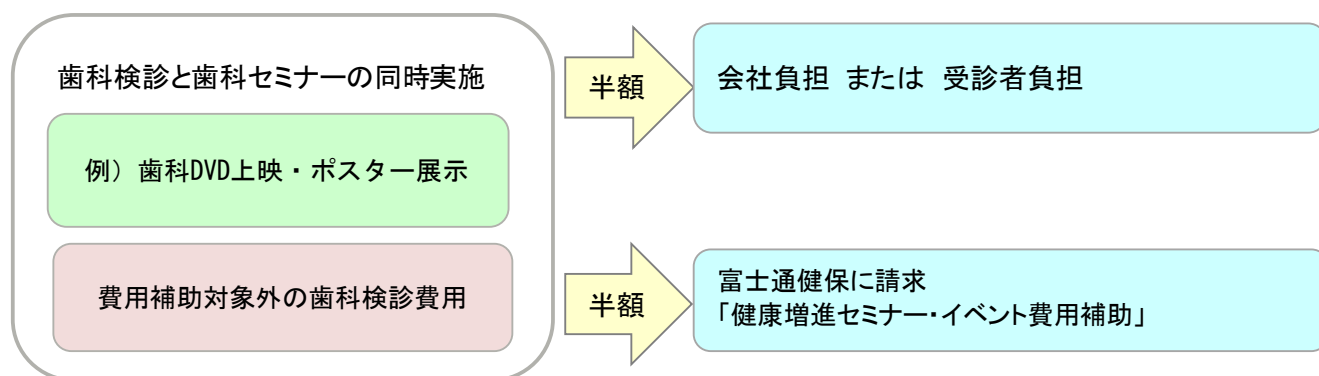 歯科検診と歯科セミナーの同時実施
例）歯科DVD上映・ポスター展示
費用補助対象外の歯科検診費用
半額
会社負担 または 受診者負担
半額
富士通健保に請求
「健康増進セミナー・イベント費用補助」